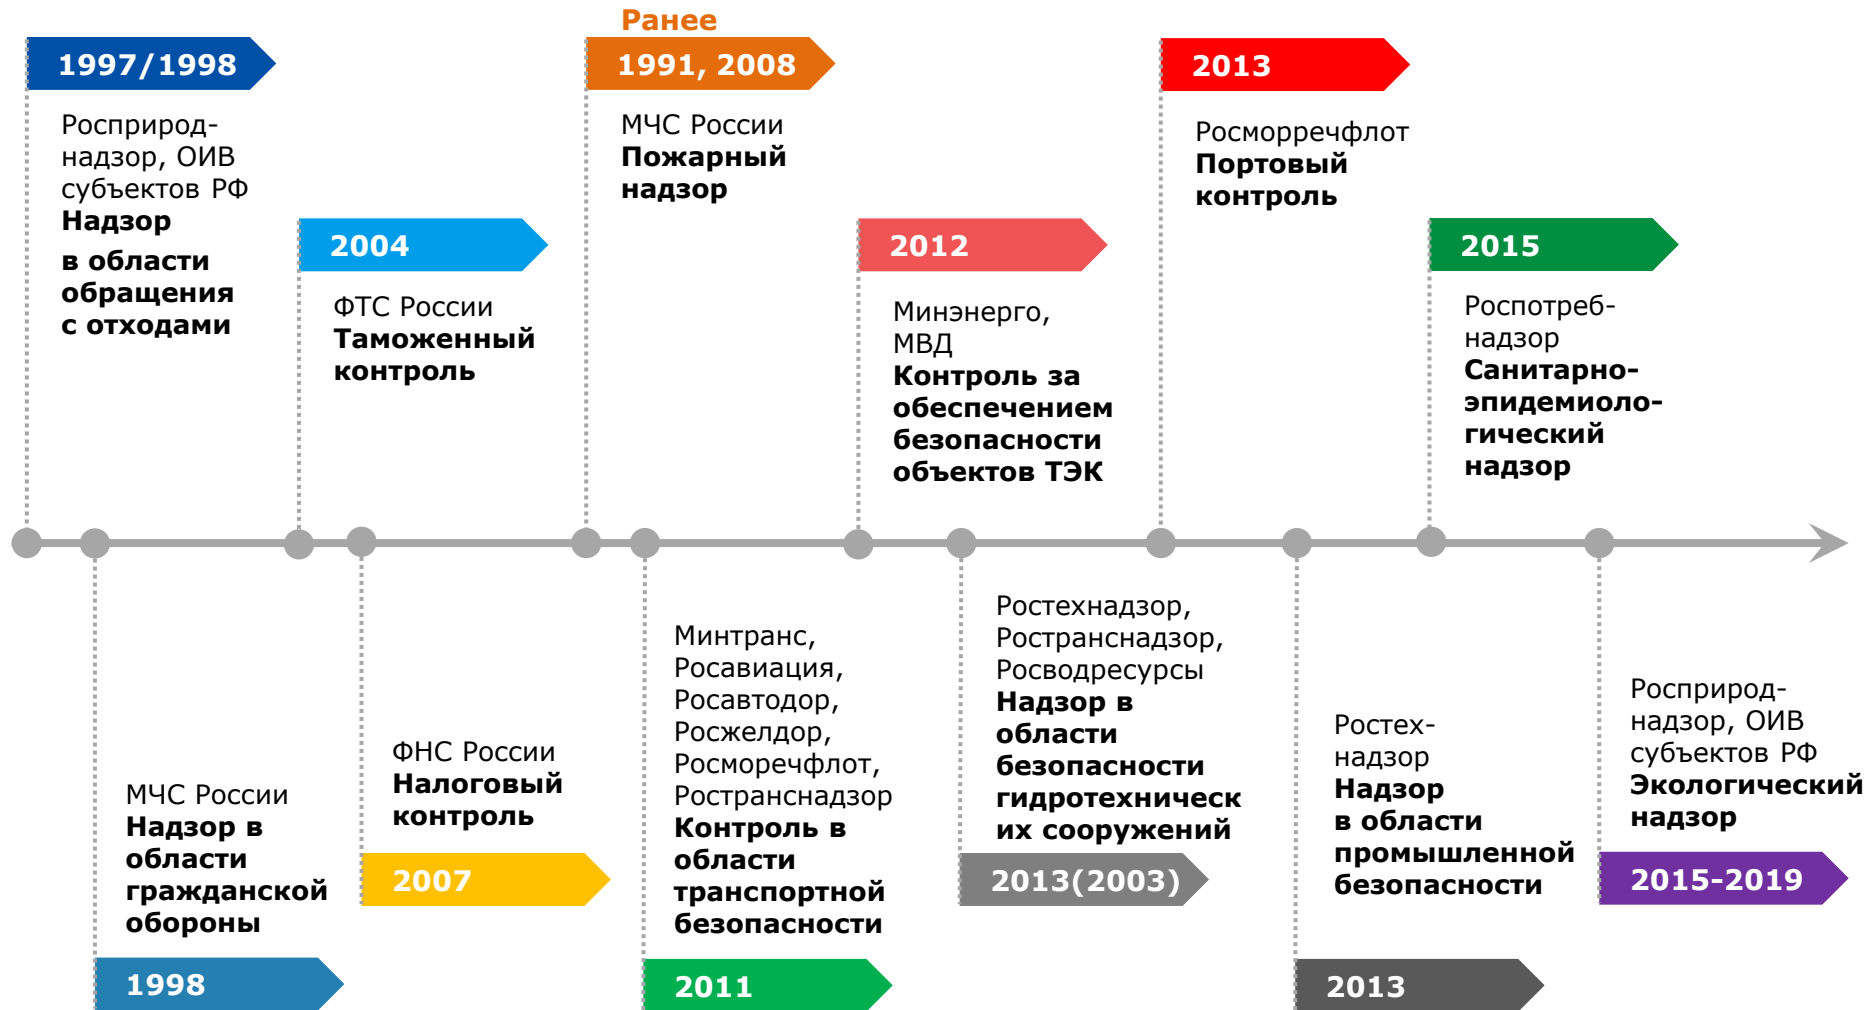 1997/1998
Росприрод-
надзор, ОИВ
субъектов РФ
Надзор
в области
обращения
с отходами
2004
ФТС России
Таможенный
контроль
Ранее
1991, 2008
МЧС России
Пожарный
надзор
2012
Минэнерго,
МВД
Контроль за
обеспечением
безопасности
объектов ТЭК
2013
Росморречфлот
Портовый
контроль
2015
Роспотреб-
надзор
Санитарно-
эпидемиоло-
гический
надзор
МЧС России
Надзор в
области
гражданской
обороны
1998
ФНС России
Налоговый
контроль
2007
Минтранс,
Росавиация,
Росавтодор,
Росжелдор,
Росморечфлот,
Ространснадзор
Контроль в
области
транспортной
безопасности
2011
Ростехнадзор,
Ространснадзор,
Росводресурсы
Надзор в
области
безопасности
гидротехническ
их сооружений
2013(2003)
Ростех-
надзор
Надзор
в области
промышленной
безопасности
2013
Росприрод-
надзор, ОИВ
субъектов РФ
Экологический
надзор
2015-2019